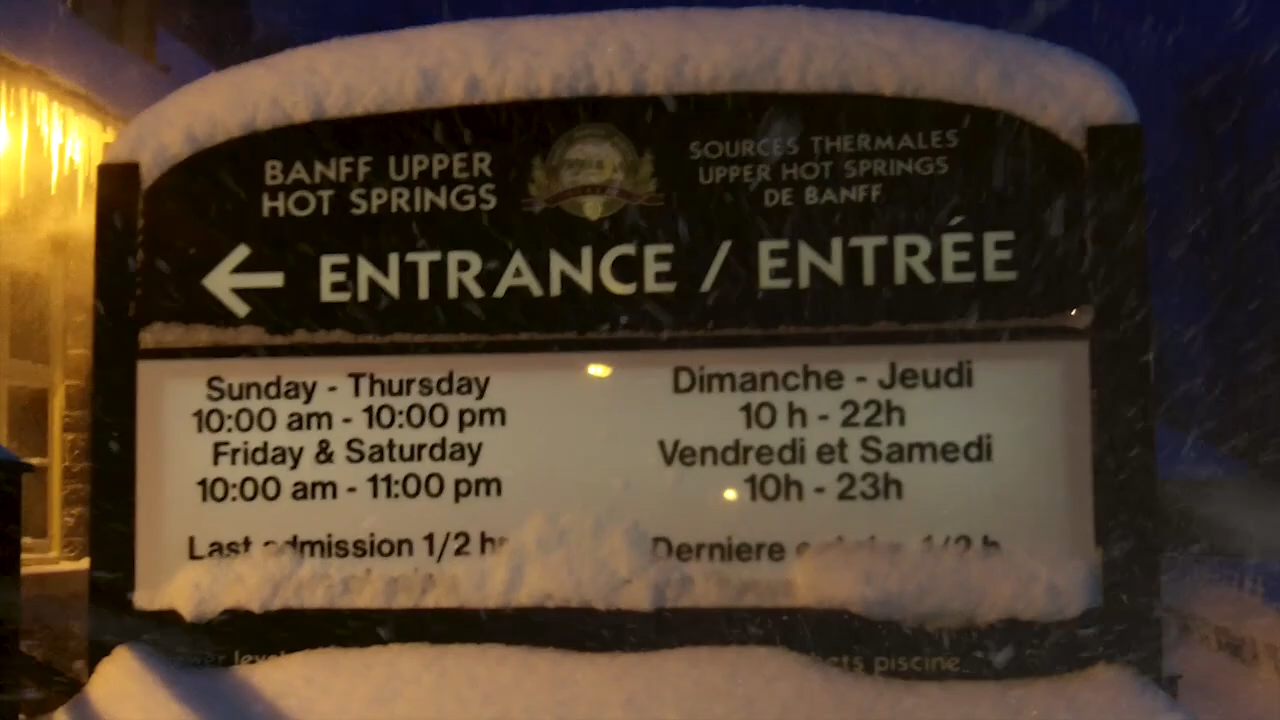 BANFF UPPER
HOT SPRINGS
SOURCES THERMALES
UPPER HOT SPRINGS
DE BANFF
← ENTRANCE / ENTRÉE
Sunday - Thursday
10:00 am - 10:00 pm
Friday & Saturday
10:00 am - 11:00 pm
Last admission 1/2 hr
Dimanche - Jeudi
10 h - 22h
Vendredi et Samedi
10h - 23h
Derniere 1/2 h
piscine